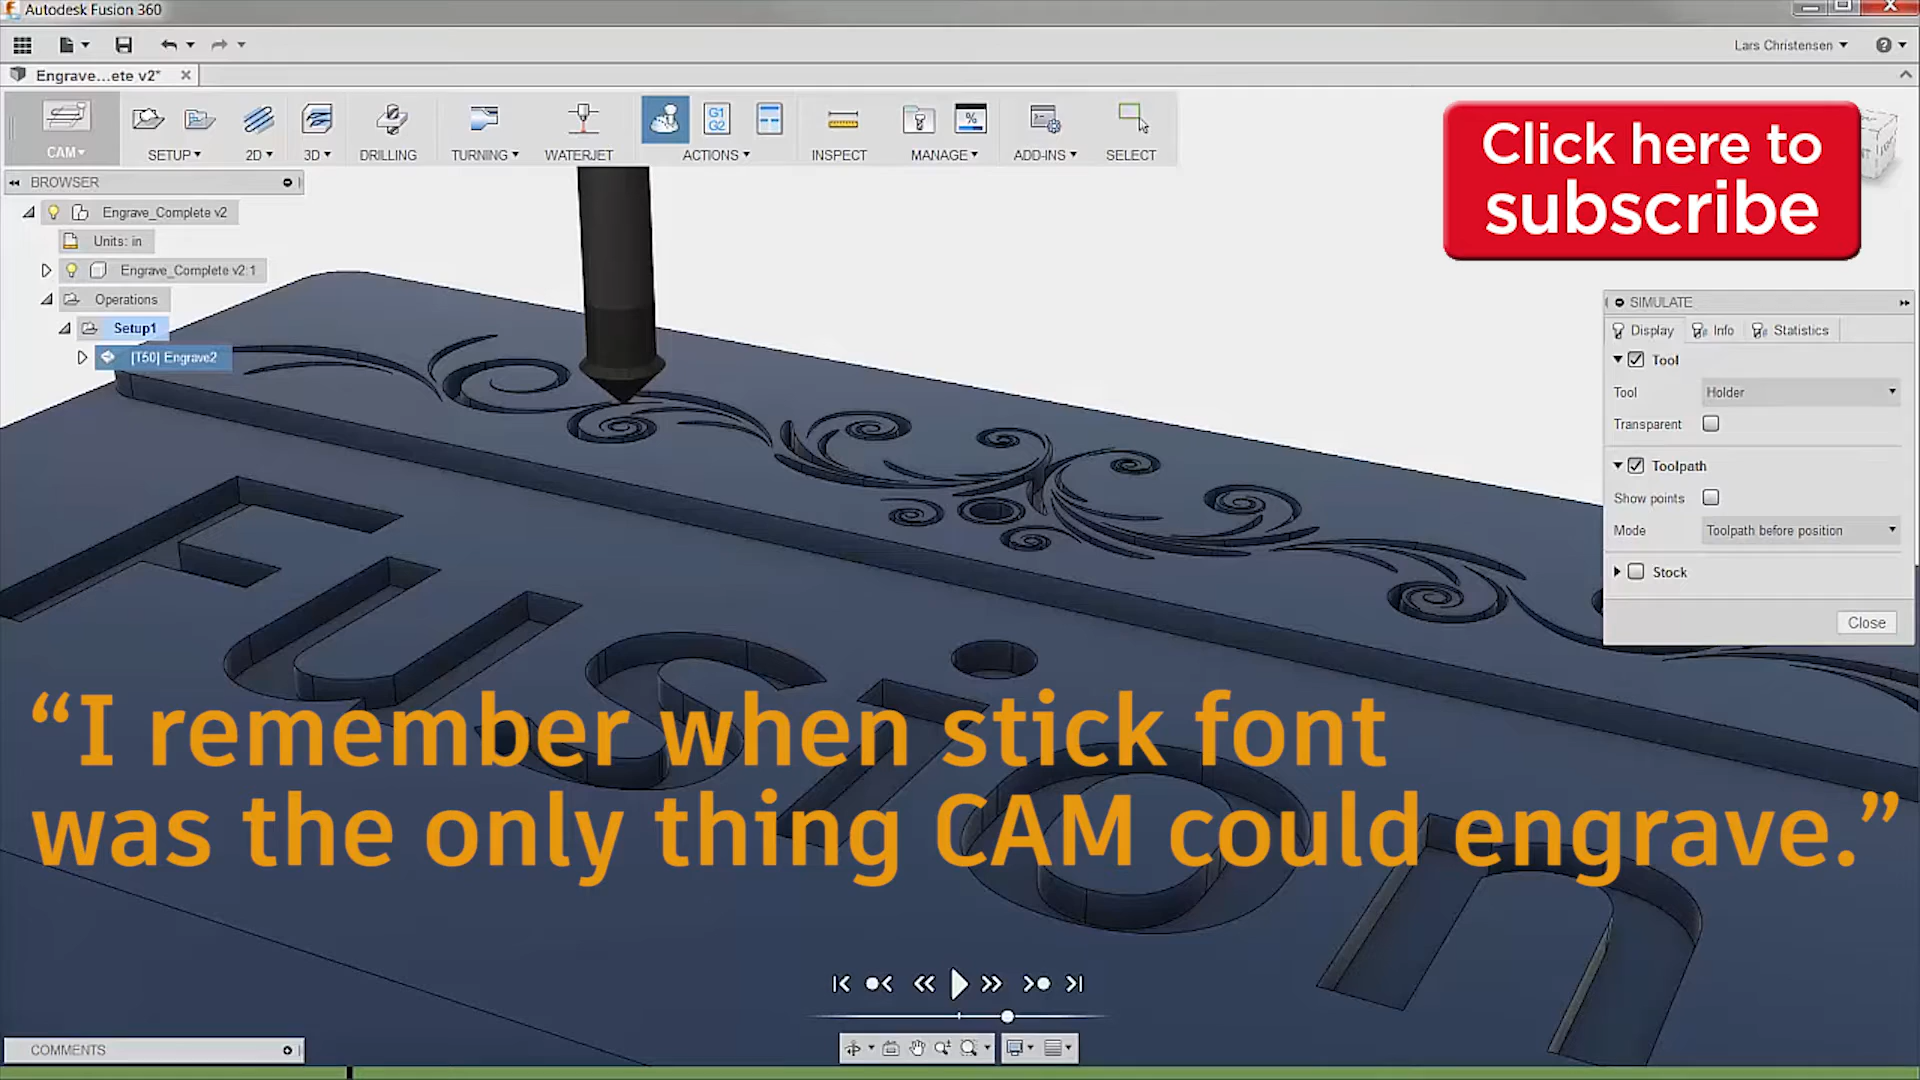 Autodesk Fusion 360
Lars Christensen
Engrave...ete v2*
CAM
SETUP
2D
3D
DRILLING
TURNING
WATERJET
G1
G2
ACTIONS
INSPECT
%
MANAGE
ADD-INS
SELECT
Click here to
subscribe
BROWSER
Engrave_Complete v2
Units: in
Engrave_Complete v2:1
Operations
Setup1
[T50] Engrave2
SIMULATE
Display Info Statistics
Tool
Tool Holder
Transparent
Toolpath
Show points
Mode Toolpath before position
Stock
Close
Fusion
“I remember when stick font
was the only thing CAM could engrave.”
COMMENTS